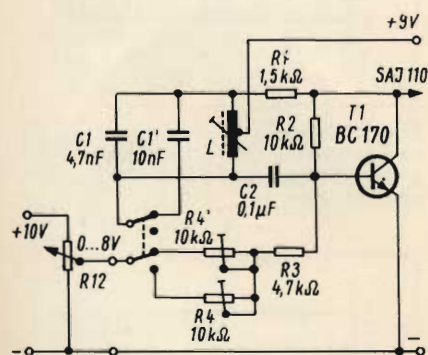 +9V
R1
1,5kΩ
SAJ 110
C1
4,7nF
C1'
10nF
L
R2
10kΩ
T1
BC 170
C2
0,1µF
+10V
0...8V
R12
R4'
10kΩ
R3
4,7kΩ
R4
10kΩ
-
-